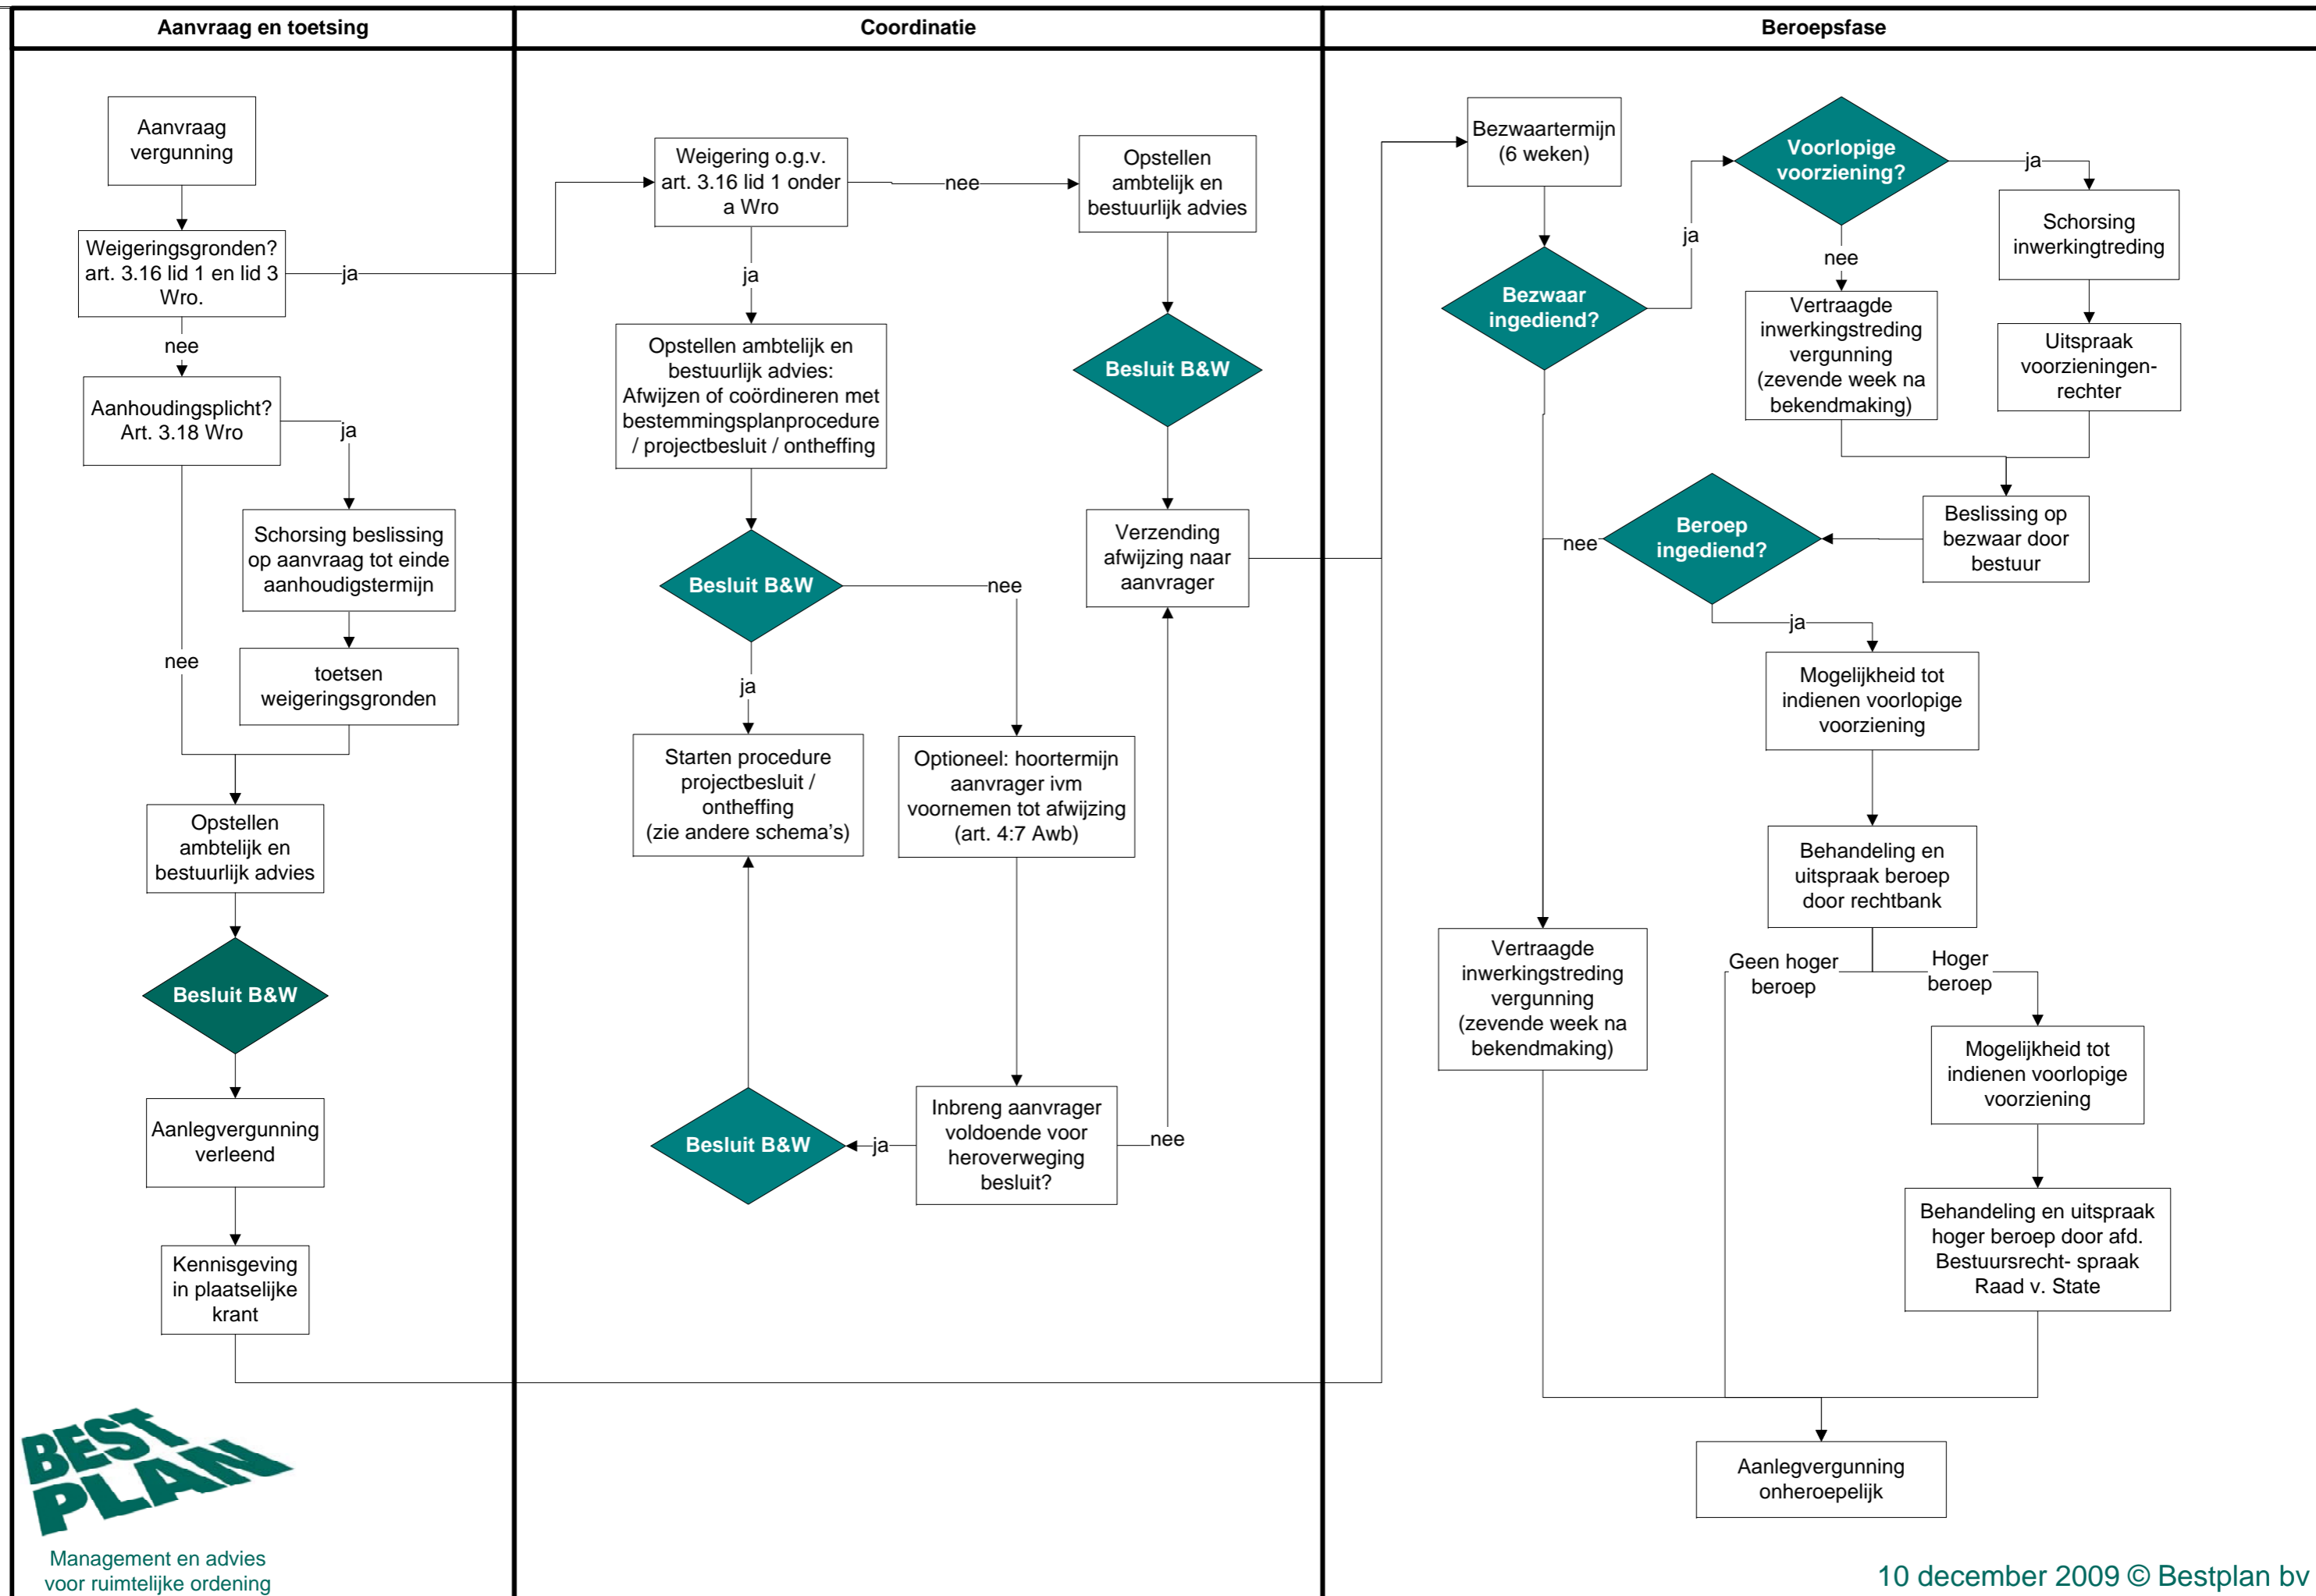 Aanvraag en toetsing
Coordinatie
Beroepsfase
Aanvraag
vergunning
Weigeringsgronden?
art. 3.16 lid 1 en lid 3
Wro.
ja
nee
Aanhoudingsplicht?
Art. 3.18 Wro
ja
Schorsing beslissing
op aanvraag tot einde
aanhoudigstermijn
nee
toetsen
weigeringsgronden
Opstellen
ambtelijk en
bestuurlijk advies
Besluit B&W
Aanlegvergunning
verleend
Kennisgeving
in plaatselijke
krant
Weigering o.g.v.
art. 3.16 lid 1 onder
a Wro
nee
Opstellen
ambtelijk en
bestuurlijk advies
ja
Opstellen ambtelijk en
bestuurlijk advies:
Afwijzen of coördineren met
bestemmingsplanprocedure
/ projectbesluit / ontheffing
Besluit B&W
Verzending
afwijzing naar
aanvrager
Besluit B&W
nee
ja
Starten procedure
projectbesluit /
ontheffing
(zie andere schema's)
Optioneel: hoortermijn
aanvrager ivm
voornemen tot afwijzing
(art. 4:7 Awb)
Besluit B&W
ja
Inbreng aanvrager
voldoende voor
heroverweging
besluit?
nee
Bezwaartermijn
(6 weken)
Bezwaar
ingediend?
ja
Voorlopige
voorziening?
ja
Schorsing
inwerkingtreding
nee
Vertraagde
inwerkingstreding
vergunning
(zevende week na
bekendmaking)
Uitspraak
voorzieningen-
rechter
Beslissing op
bezwaar door
bestuur
Beroep
ingediend?
nee
ja
Mogelijkheid tot
indienen voorlopige
voorziening
Behandeling en
uitspraak beroep
door rechtbank
Vertraagde
inwerkingstreding
vergunning
(zevende week na
bekendmaking)
Geen hoger
beroep
Hoger
beroep
Mogelijkheid tot
indienen voorlopige
voorziening
Behandeling en uitspraak
hoger beroep door afd.
Bestuursrecht- spraak
Raad v. State
Aanlegvergunning
onheroepelijk
BEST
PLAN
Management en advies
voor ruimtelijke ordening
10 december 2009 © Bestplan bv